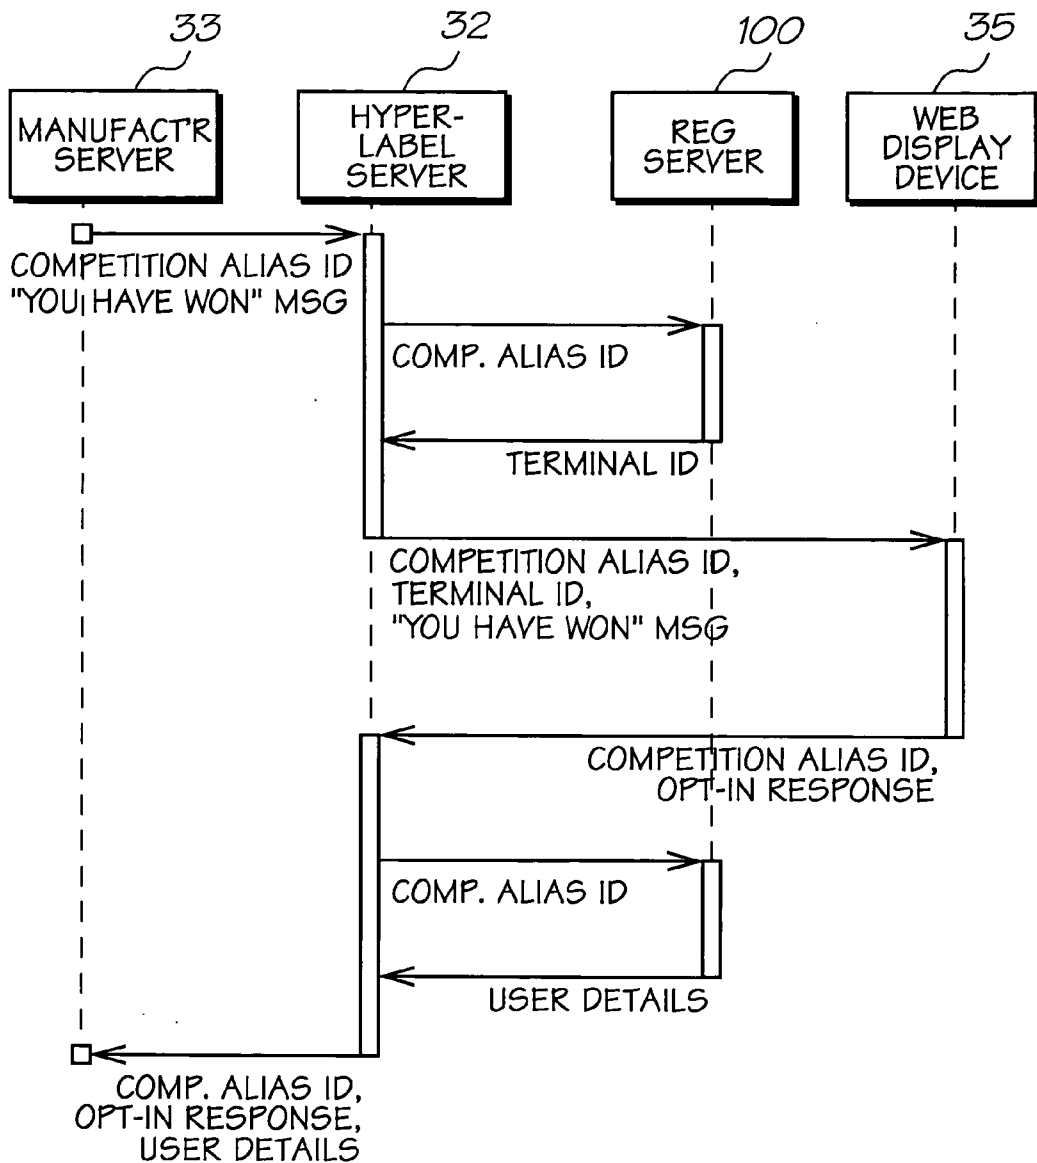 33
32
100
35
MANUFACT'R
SERVER
HYPER-
LABEL
SERVER
REG
SERVER
WEB
DISPLAY
DEVICE
COMPETITION ALIAS ID
"YOU HAVE WON" MSG
COMP. ALIAS ID
TERMINAL ID
COMPETITION ALIAS ID,
TERMINAL ID,
"YOU HAVE WON" MSG
COMPETITION ALIAS ID,
OPT-IN RESPONSE
COMP. ALIAS ID
USER DETAILS
COMP. ALIAS ID,
OPT-IN RESPONSE,
USER DETAILS